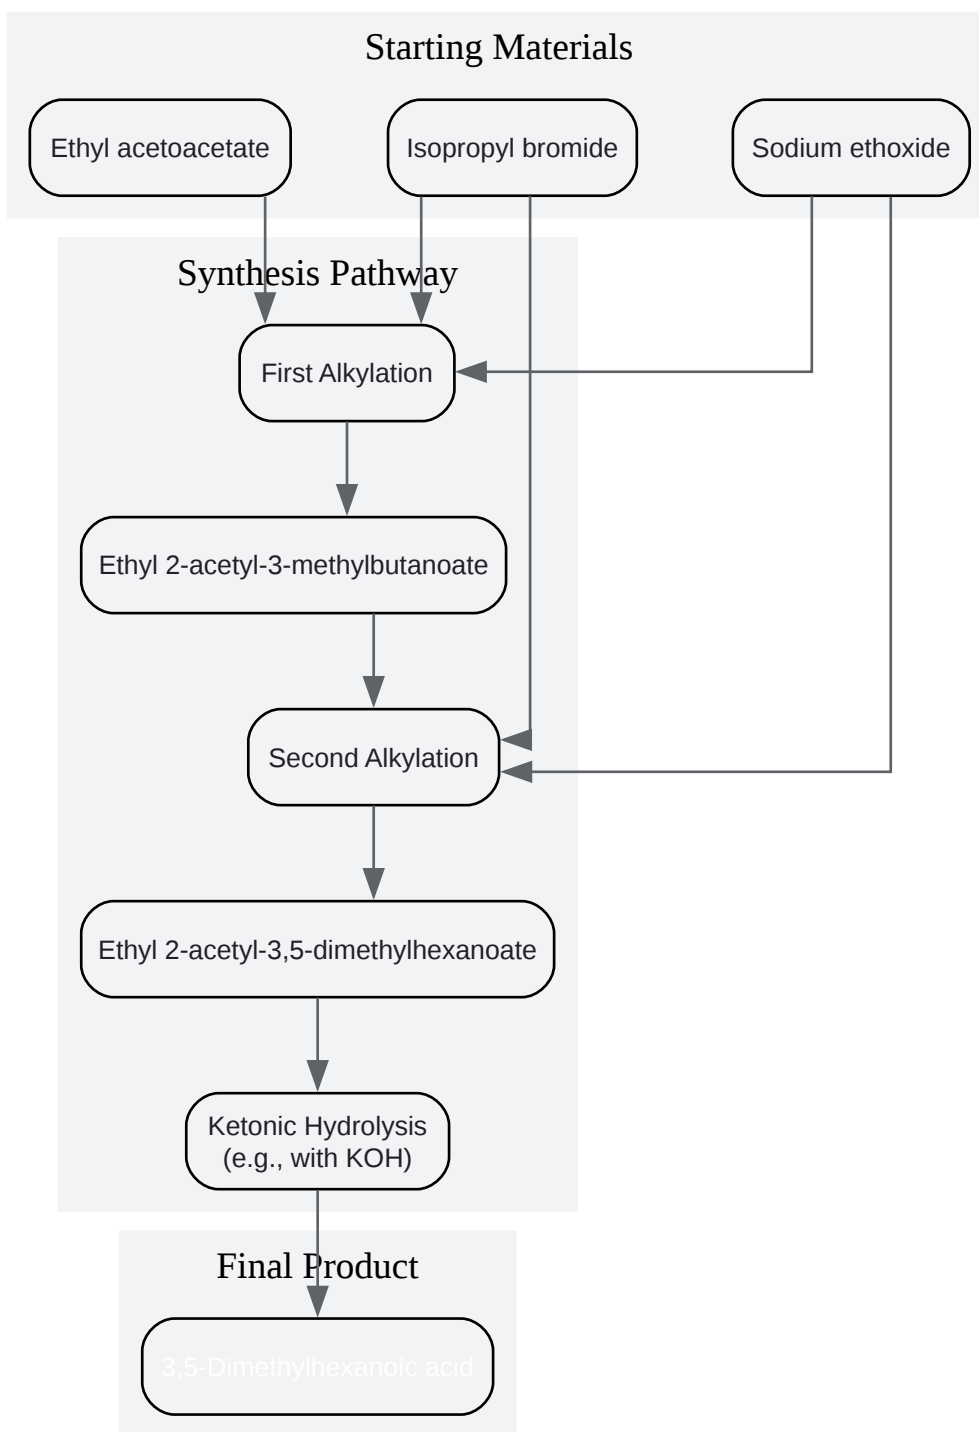 Starting Materials
Ethyl acetoacetate
Isopropyl bromide
Sodium ethoxide
Synthesis Pathway
First Alkylation
Ethyl 2-acetyl-3-methylbutanoate
Second Alkylation
Ethyl 2-acetyl-3,5-dimethylhexanoate
Ketonic Hydrolysis
(e.g., with KOH)
Final Product
3,5-Dimethylhexanoic acid